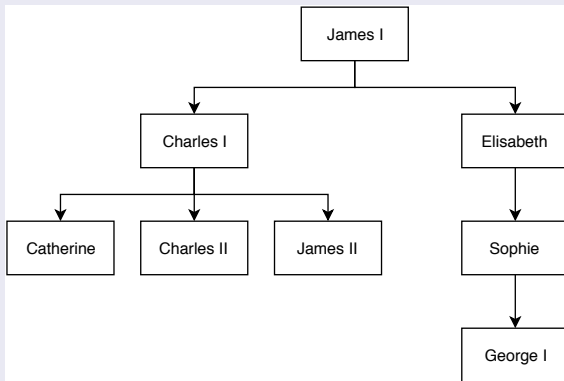 James I
Charles I
Elisabeth
Catherine
Charles II
James II
Sophie
George I